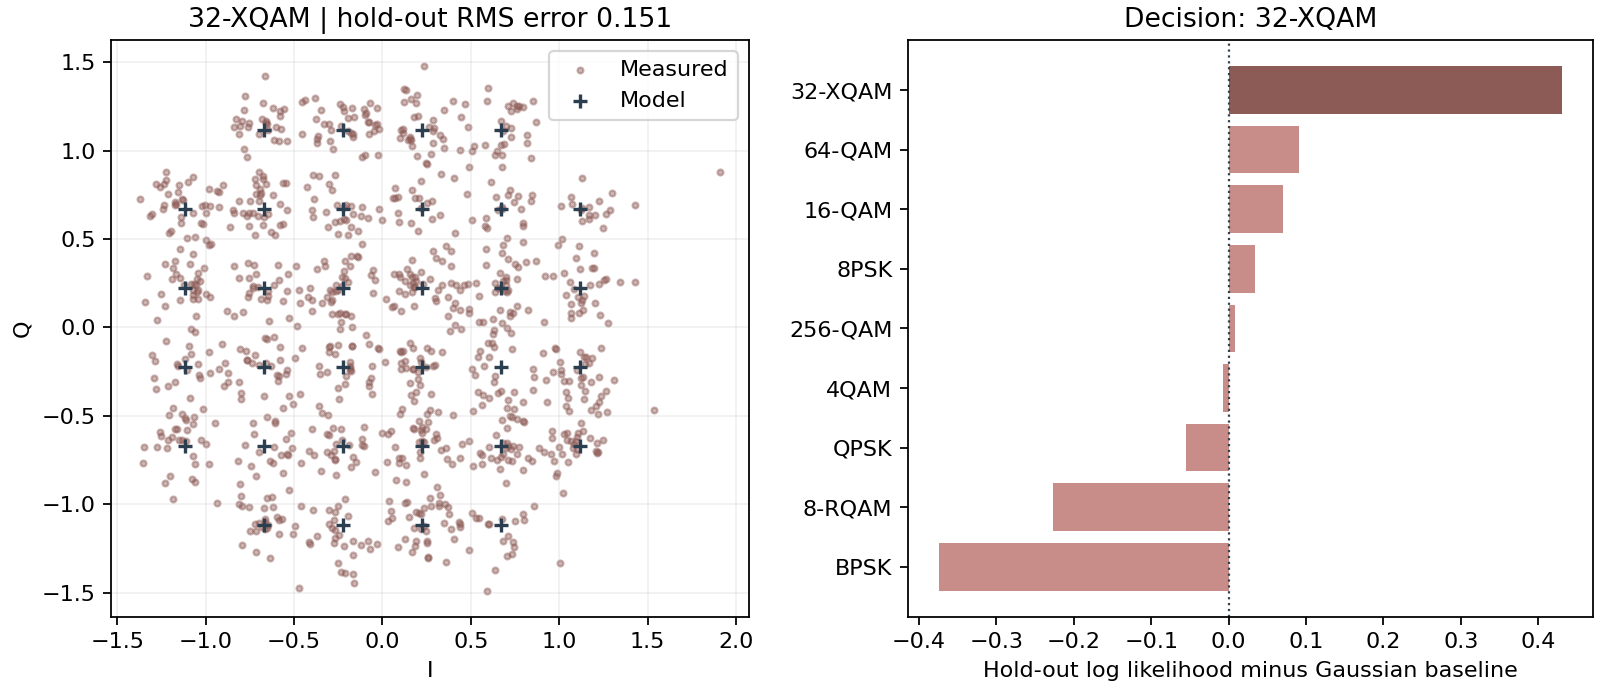 32-XQAM | hold-out RMS error 0.151
Measured
Model
1.5
1.0
0.5
0.0
−0.5
−1.0
−1.5
Q
−1.5
−1.0
−0.5
0.0
0.5
1.0
1.5
2.0
I
Decision: 32-XQAM
32-XQAM
64-QAM
16-QAM
8PSK
256-QAM
4QAM
QPSK
8-RQAM
BPSK
−0.4
−0.3
−0.2
−0.1
0.0
0.1
0.2
0.3
0.4
Hold-out log likelihood minus Gaussian baseline